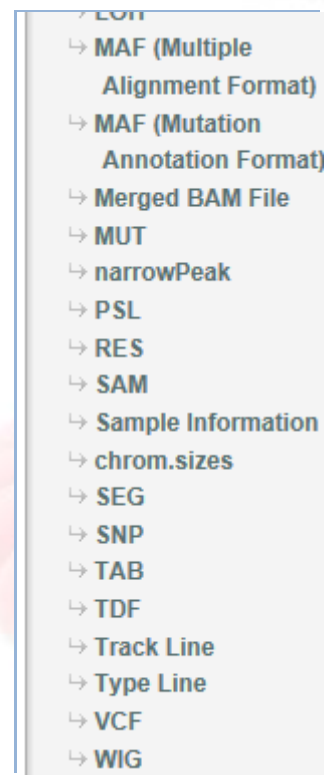 LOH
MAF (Multiple
Alignment Format)
MAF (Mutation
Annotation Format)
Merged BAM File
MUT
narrowPeak
PSL
RES
SAM
Sample Information
chrom.sizes
SEG
SNP
TAB
TDF
Track Line
Type Line
VCF
WIG